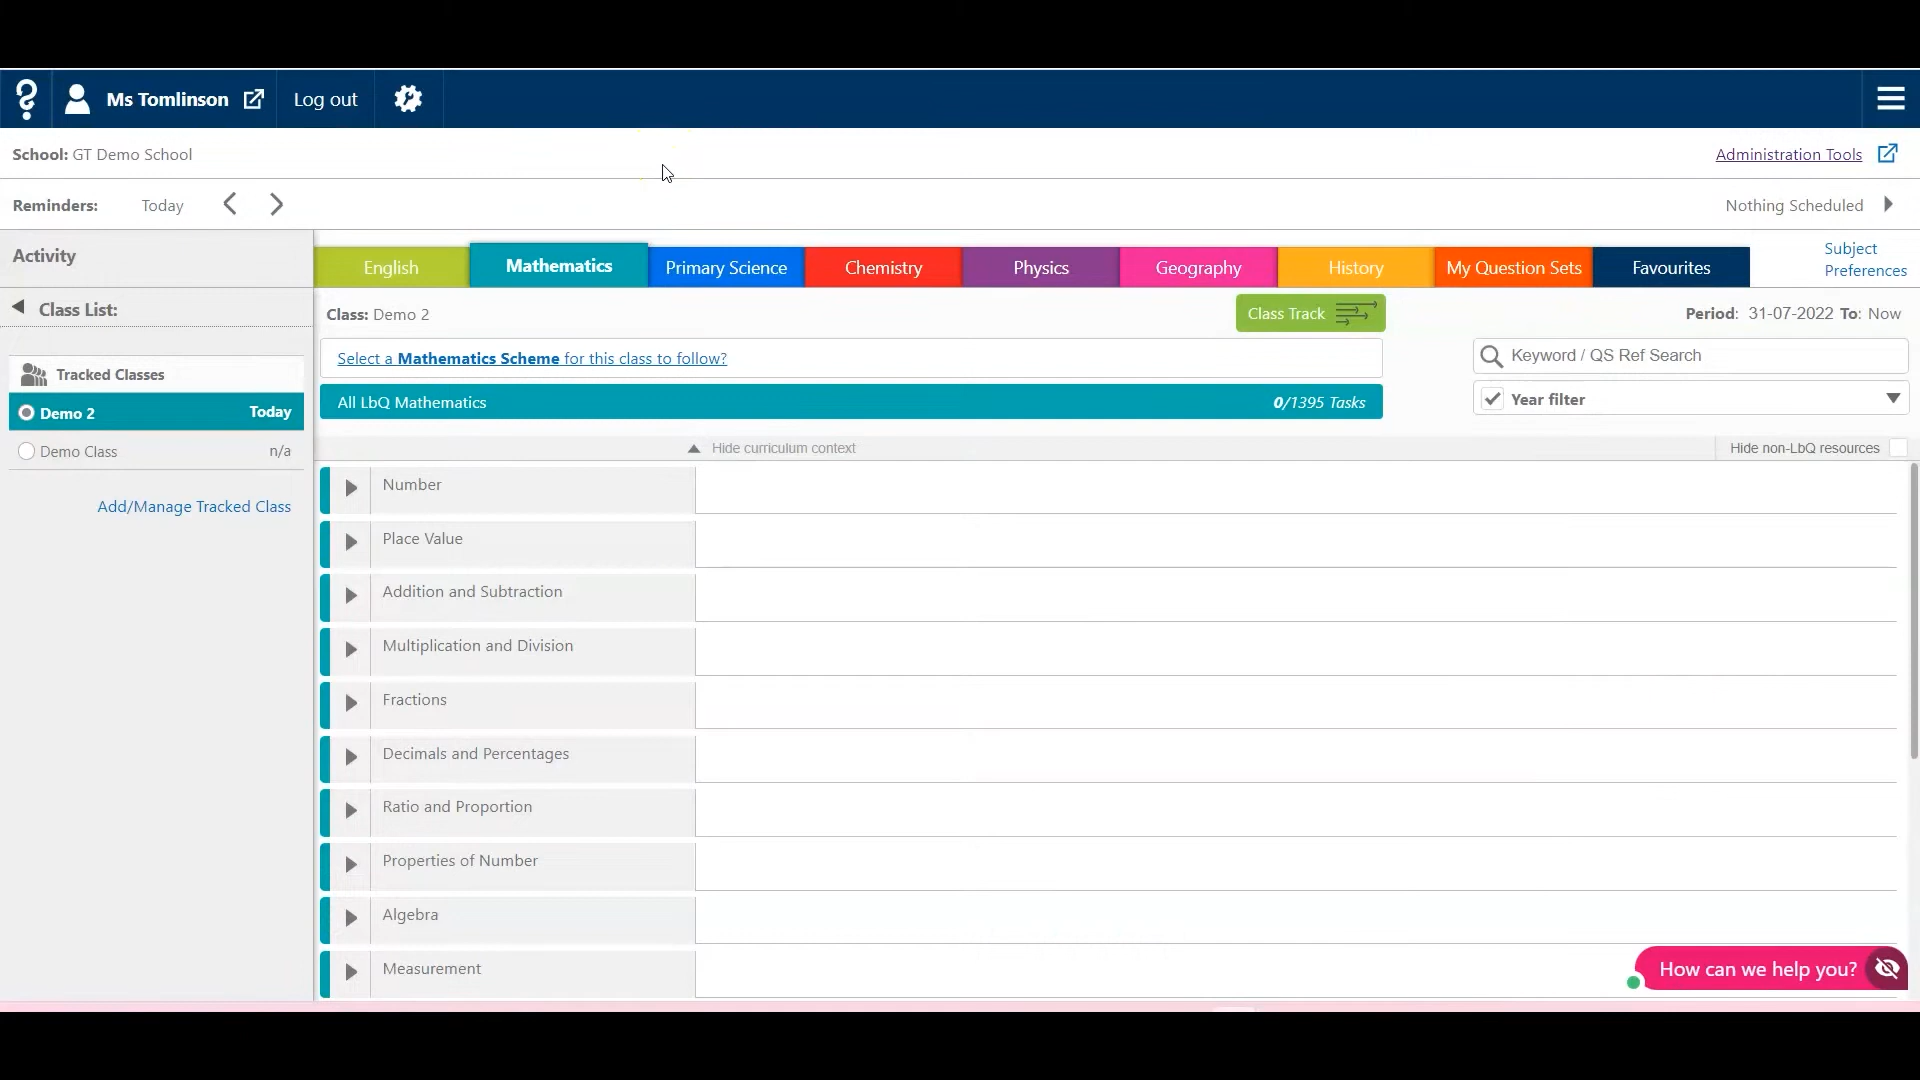 Ms Tomlinson
Log out
School: GT Demo School
Administration Tools
Reminders: Today
Nothing Scheduled
Activity
English
Mathematics
Primary Science
Chemistry
Physics
Geography
History
My Question Sets
Favourites
Subject
Preferences
Class List:
Class: Demo 2
Class Track
Period: 31-07-2022 To: Now
Select a Mathematics Scheme for this class to follow?
Keyword / QS Ref Search
Tracked Classes
Demo 2 Today
All LbQ Mathematics 0/1395 Tasks
Year filter
Demo Class n/a
Hide curriculum context
Hide non-LbQ resources
Add/Manage Tracked Class
Number
Place Value
Addition and Subtraction
Multiplication and Division
Fractions
Decimals and Percentages
Ratio and Proportion
Properties of Number
Algebra
Measurement
How can we help you?